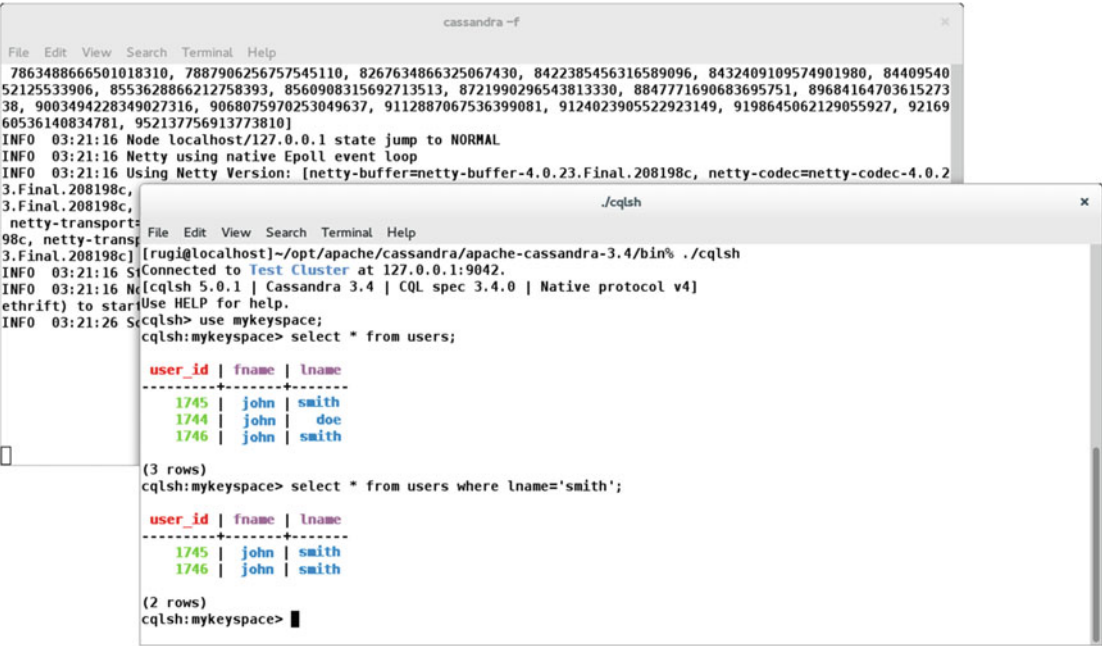 cassandra -f
File Edit View Search Terminal Help
7863488666501018310, 7887906256757545110, 8267634866325067430, 8422385456316589096, 8432409109574901980, 84409540
52125533906, 8553628866212758393, 8560908315692713513, 8721990296543813330, 8847771690683695751, 89684164703615273
38, 9003494228349027316, 9068075970253049637, 9112887067536399081, 9124023905522923149, 9198645062129055927, 92169
60536140834781, 952137756913773810]
INFO 03:21:16 Node localhost/127.0.0.1 state jump to NORMAL
INFO 03:21:16 Netty using native Epoll event loop
INFO 03:21:16 Using Netty Version: [netty-buffer=netty-buffer-4.0.23.Final.208198c, netty-codec=netty-codec-4.0.2
3.Final.208198c,
3.Final.208198c,
netty-transport=
98c, netty-transp
3.Final.208198c]
INFO 03:21:16 St
INFO 03:21:16 No
ethrift) to start
INFO 03:21:26 Sc
./cqlsh
File Edit View Search Terminal Help
[rugi@localhost]~/opt/apache/cassandra/apache-cassandra-3.4/bin% ./cqlsh
Connected to Test Cluster at 127.0.0.1:9042.
[cqlsh 5.0.1 | Cassandra 3.4 | CQL spec 3.4.0 | Native protocol v4]
Use HELP for help.
cqlsh> use mykeyspace;
cqlsh:mykeyspace> select * from users;
user_id | fname | lname
---------+-------+-------
1745 | john | smith
1744 | john | doe
1746 | john | smith
(3 rows)
cqlsh:mykeyspace> select * from users where lname='smith';
user_id | fname | lname
---------+-------+-------
1745 | john | smith
1746 | john | smith
(2 rows)
cqlsh:mykeyspace>